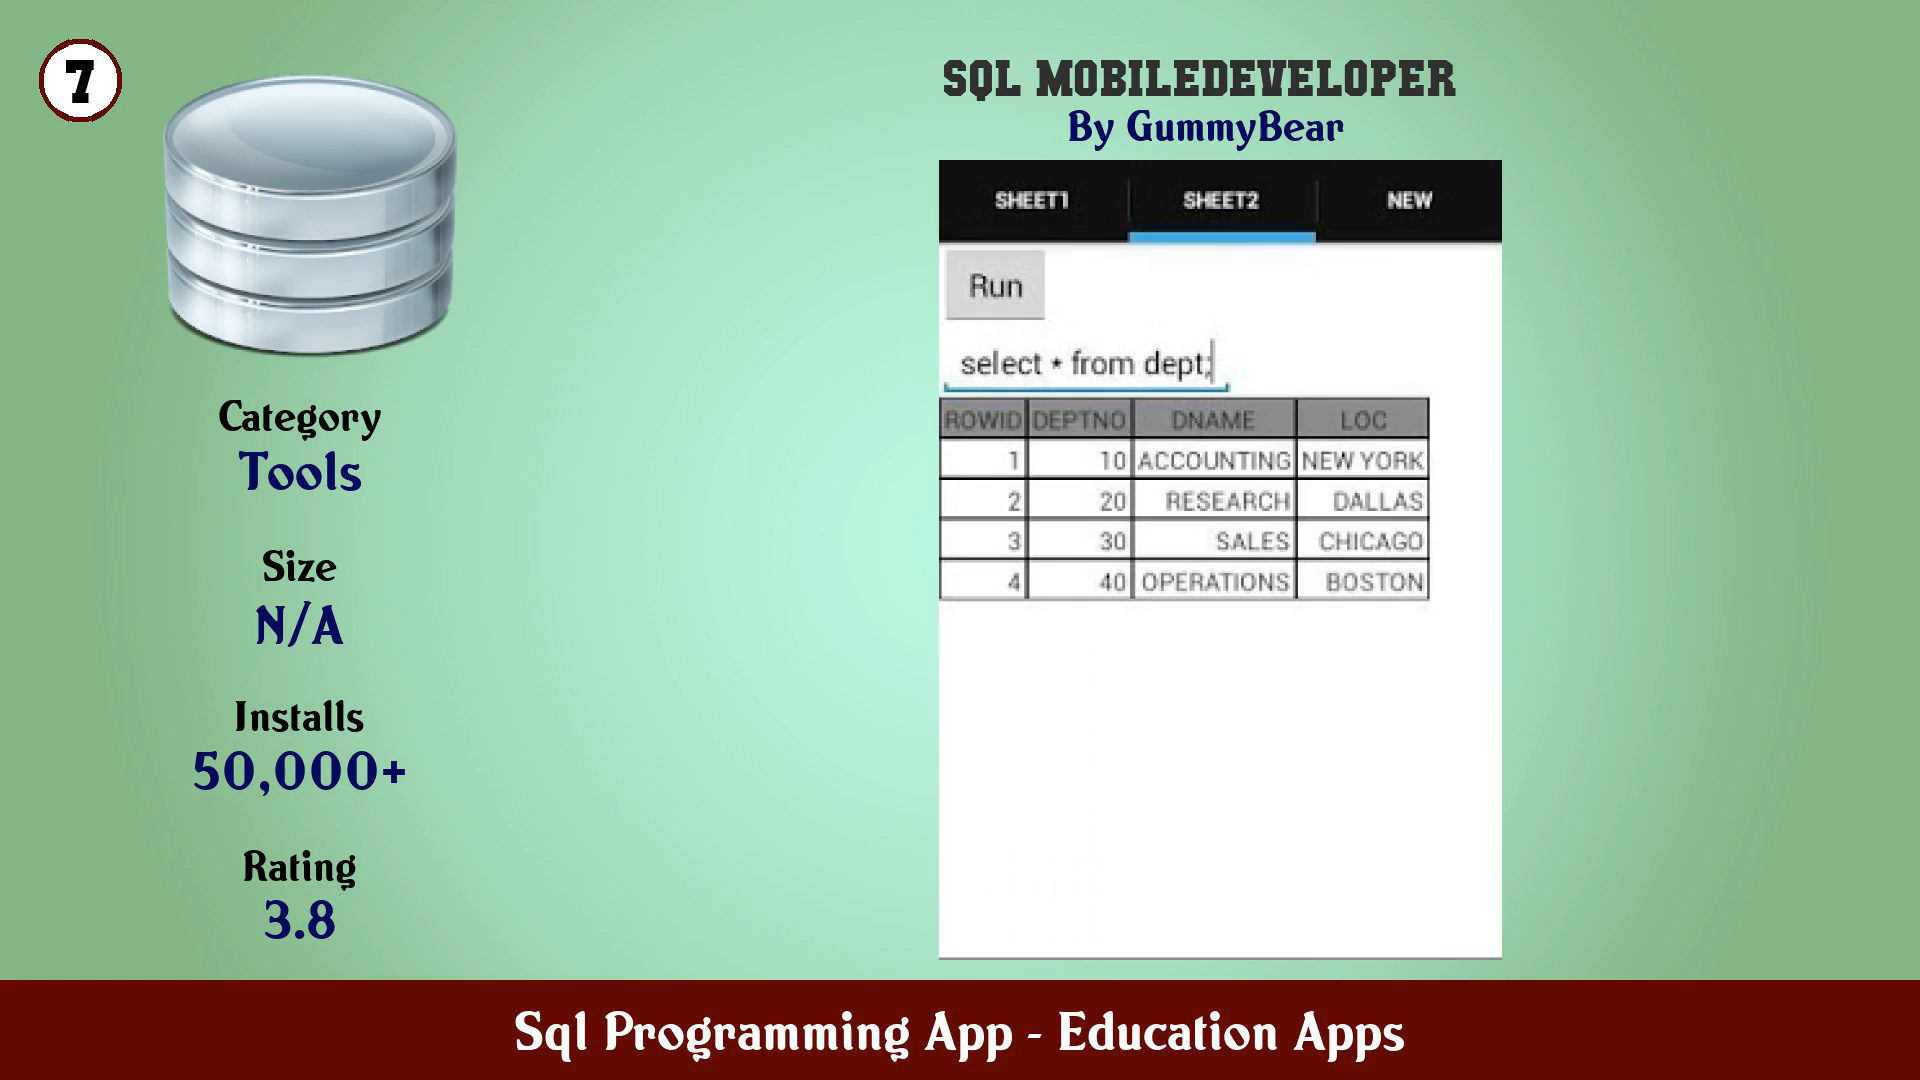 7
SQL MOBILEDEVELOPER
By GummyBear
SHEET1 SHEET2 NEW
Run
select * from dept;
ROWID DEPTNO DNAME LOC
1 10 ACCOUNTING NEW YORK
2 20 RESEARCH DALLAS
3 30 SALES CHICAGO
4 40 OPERATIONS BOSTON
Category
Tools
Size
N/A
Installs
50,000+
Rating
3.8
Sql Programming App - Education Apps